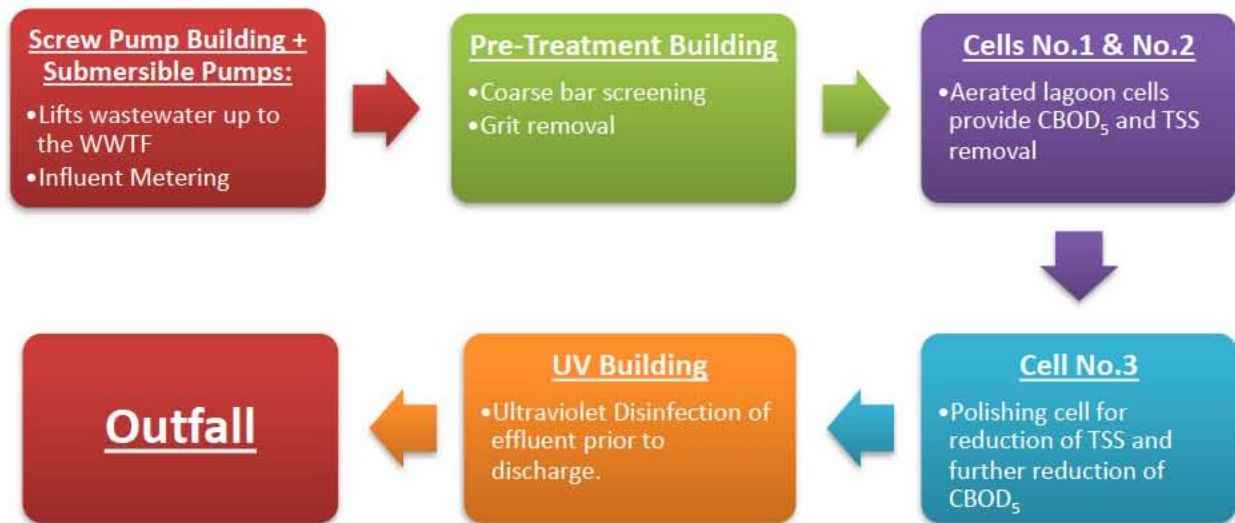 Screw Pump Building +
Submersible Pumps:
•Lifts wastewater up to
the WWTF
•Influent Metering
Pre-Treatment Building
•Coarse bar screening
•Grit removal
Cells No.1 & No.2
•Aerated lagoon cells
provide CBOD₅ and TSS
removal
Cell No.3
•Polishing cell for
reduction of TSS and
further reduction of
CBOD₅
UV Building
•Ultraviolet Disinfection of
effluent prior to
discharge.
Outfall